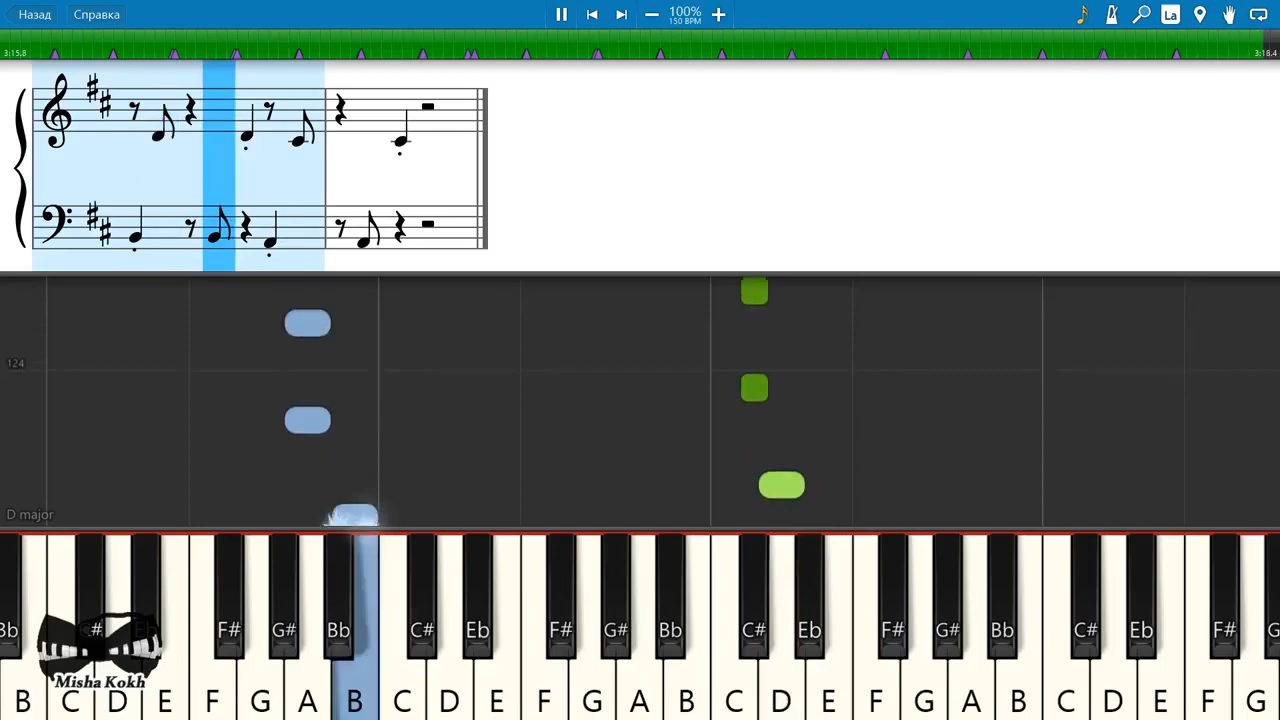 Назад Справка 100% La
150 BPM
3:15.8 3:18.4
124
D major
Bb C# Eb F# G# Bb C# Eb F# G# Bb C# Eb F# G# Bb C# Eb F# G
Misha Kokh
B C D E F G A B C D E F G A B C D E F G A B C D E F G